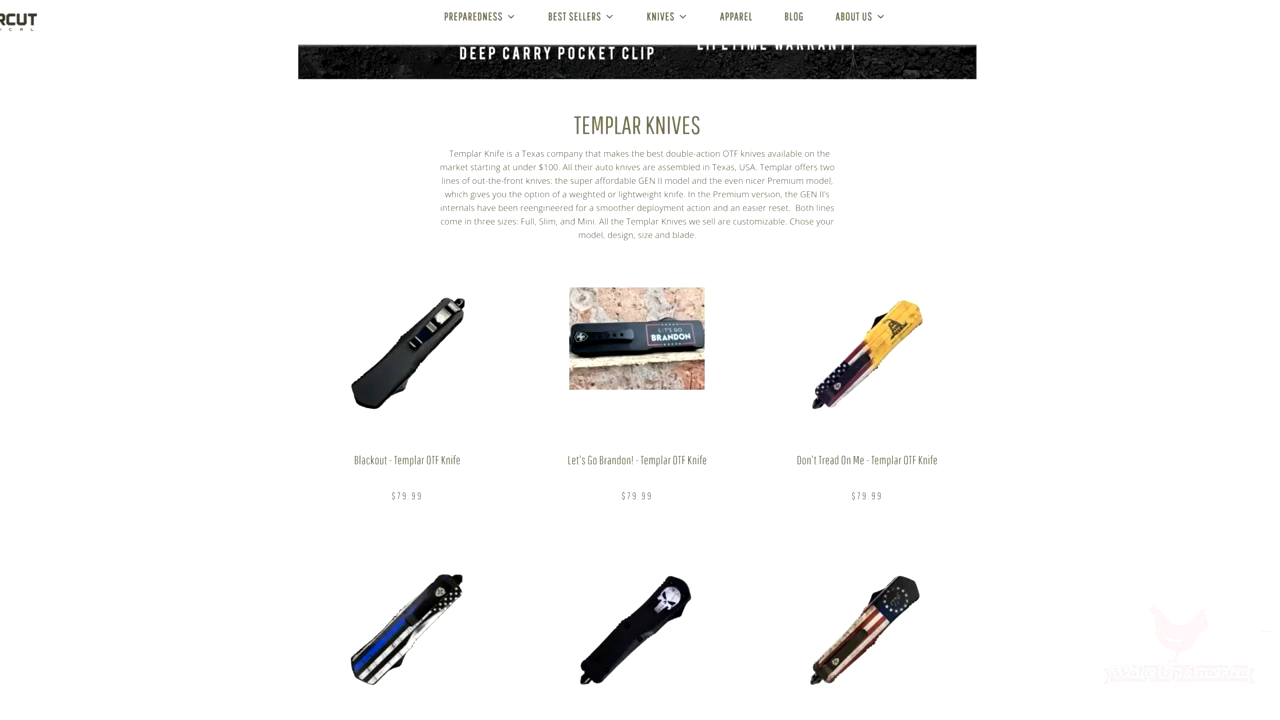 RCUT
PREPAREDNESS BEST SELLERS KNIVES APPAREL BLOG ABOUT US
DEEP CARRY POCKET CLIP LIFETIME WARRANTY
TEMPLAR KNIVES
Templar Knife is a Texas company that makes the best double-action OTF knives available on the
market starting at under $100. All their auto knives are assembled in Texas, USA. Templar offers two
lines of out-the-front knives: the super affordable GEN II model and the even nicer Premium model,
which gives you the option of a weighted or lightweight knife. In the Premium version, the GEN II's
internals have been reengineered for a smoother deployment action and an easier reset. Both lines
come in three sizes: Full, Slim, and Mini. All the Templar Knives we sell are customizable. Chose your
model, design, size and blade.
LET'S GO
BRANDON
Blackout - Templar OTF Knife
Let's Go Brandon! - Templar OTF Knife
Don't Tread On Me - Templar OTF Knife
$79.99
$79.99
$79.99
Wake Up America